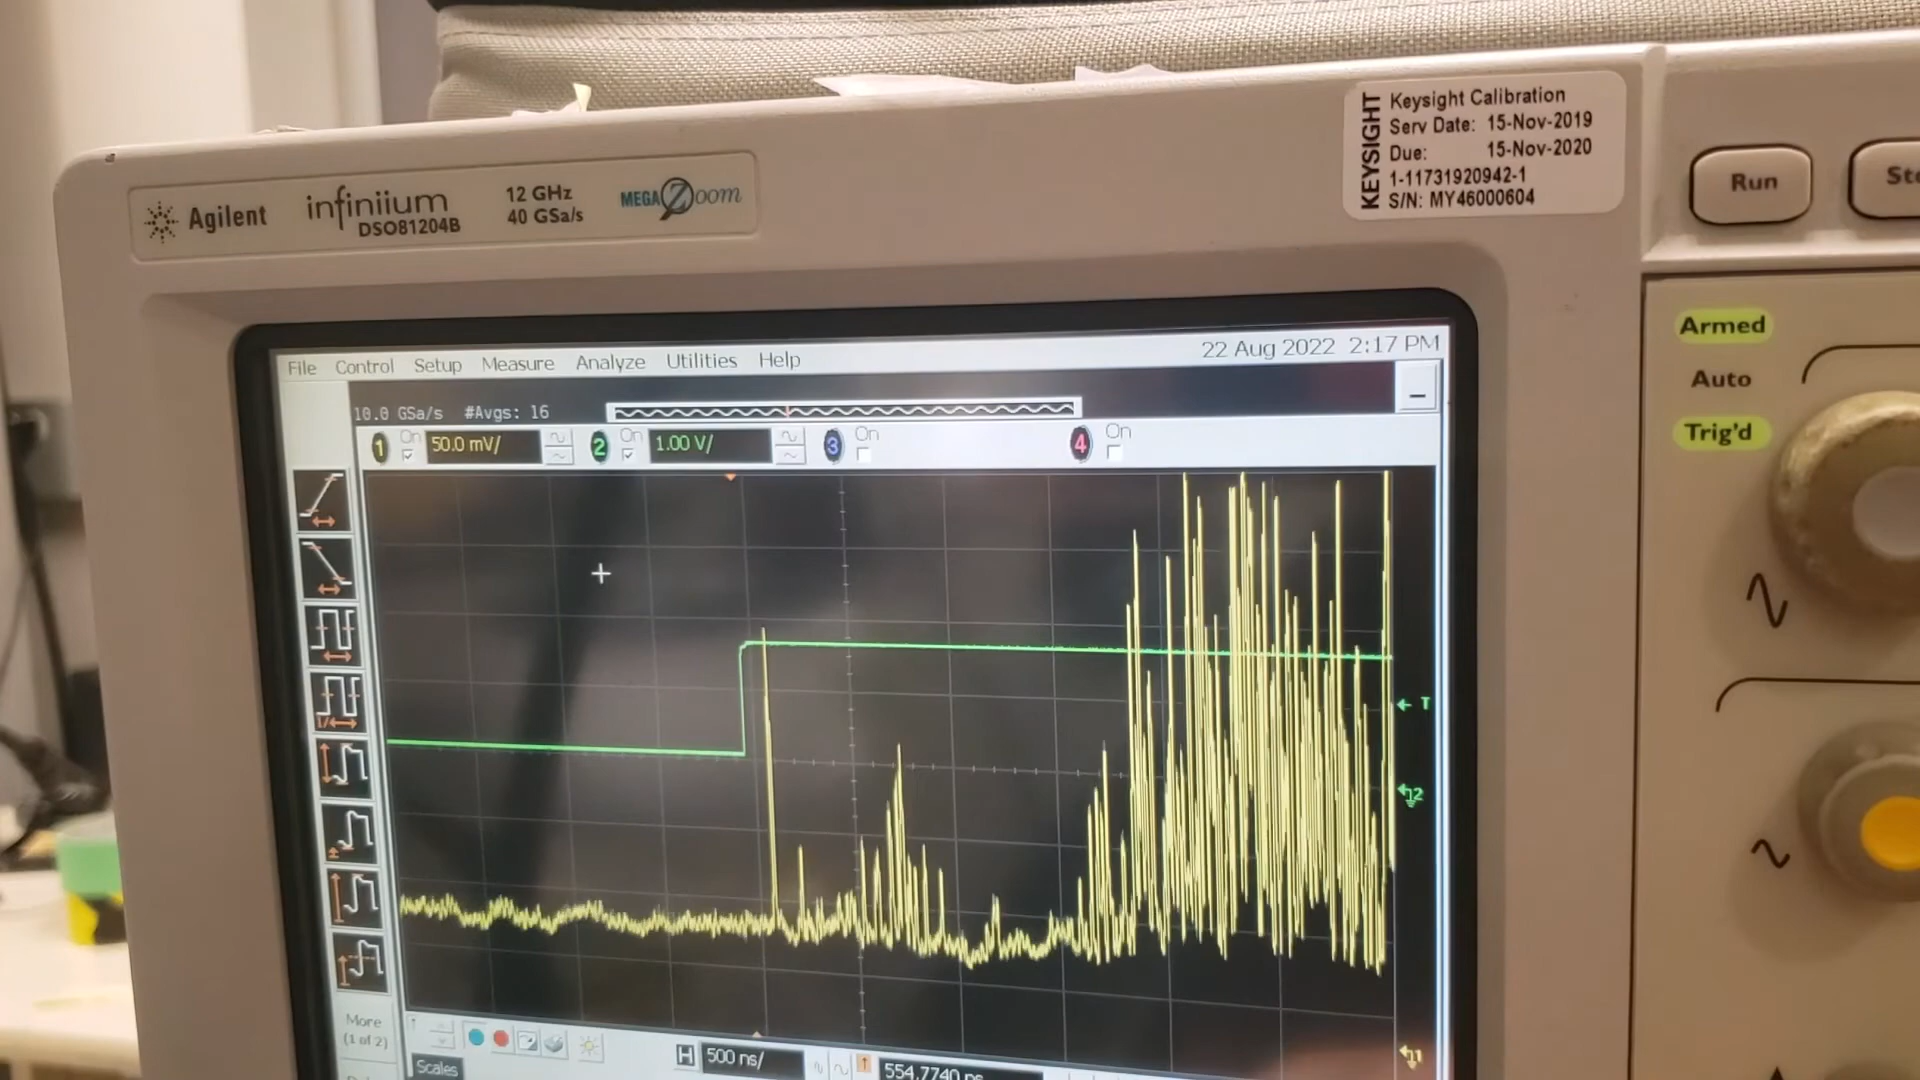 Agilent
infiniium
DSO81204B
12 GHz
40 GSa/s
MEGA Zoom
KEYSIGHT
Keysight Calibration
Serv Date: 15-Nov-2019
Due: 15-Nov-2020
1-11731920942-1
S/N: MY46000604
Run
Armed
Auto
Trig'd
File Control Setup Measure Analyze Utilities Help
22 Aug 2022 2:17 PM
10.0 GSa/s #Avgs: 16
1 On 50.0 mV/
2 On 1.00 V/
3 On
4 On
T
2
1
More
(1 of 2)
Scales
H 500 ns/
554.7740